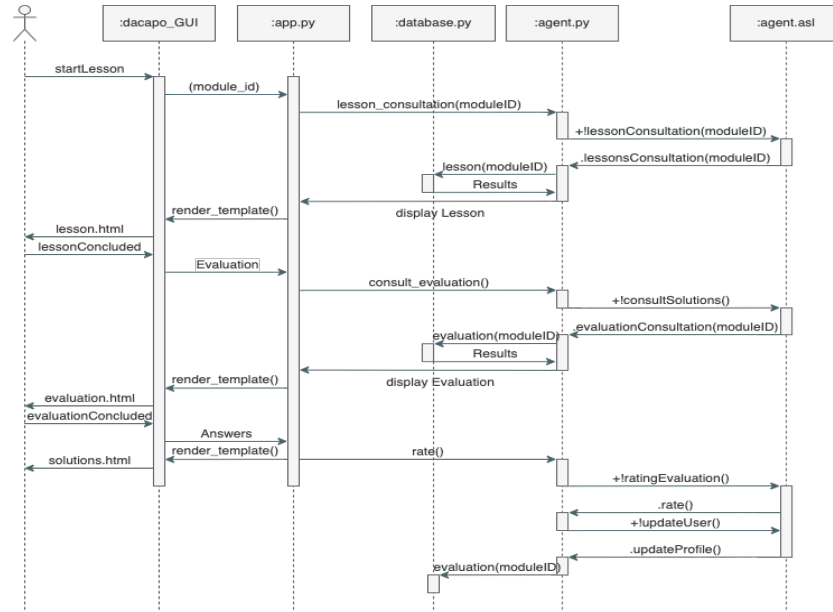 :dacapo_GUI
:app.py
:database.py
:agent.py
:agent.asl
startLesson
(module_id)
lesson_consultation(moduleID)
+!lessonConsultation(moduleID)
.lessonsConsultation(moduleID)
lesson(moduleID)
Results
display Lesson
render_template()
lesson.html
lessonConcluded
Evaluation
consult_evaluation()
+!consultSolutions()
.evaluationConsultation(moduleID)
evaluation(moduleID)
Results
display Evaluation
render_template()
evaluation.html
evaluationConcluded
Answers
render_template()
rate()
solutions.html
+!ratingEvaluation()
.rate()
+!updateUser()
.updateProfile()
evaluation(moduleID)